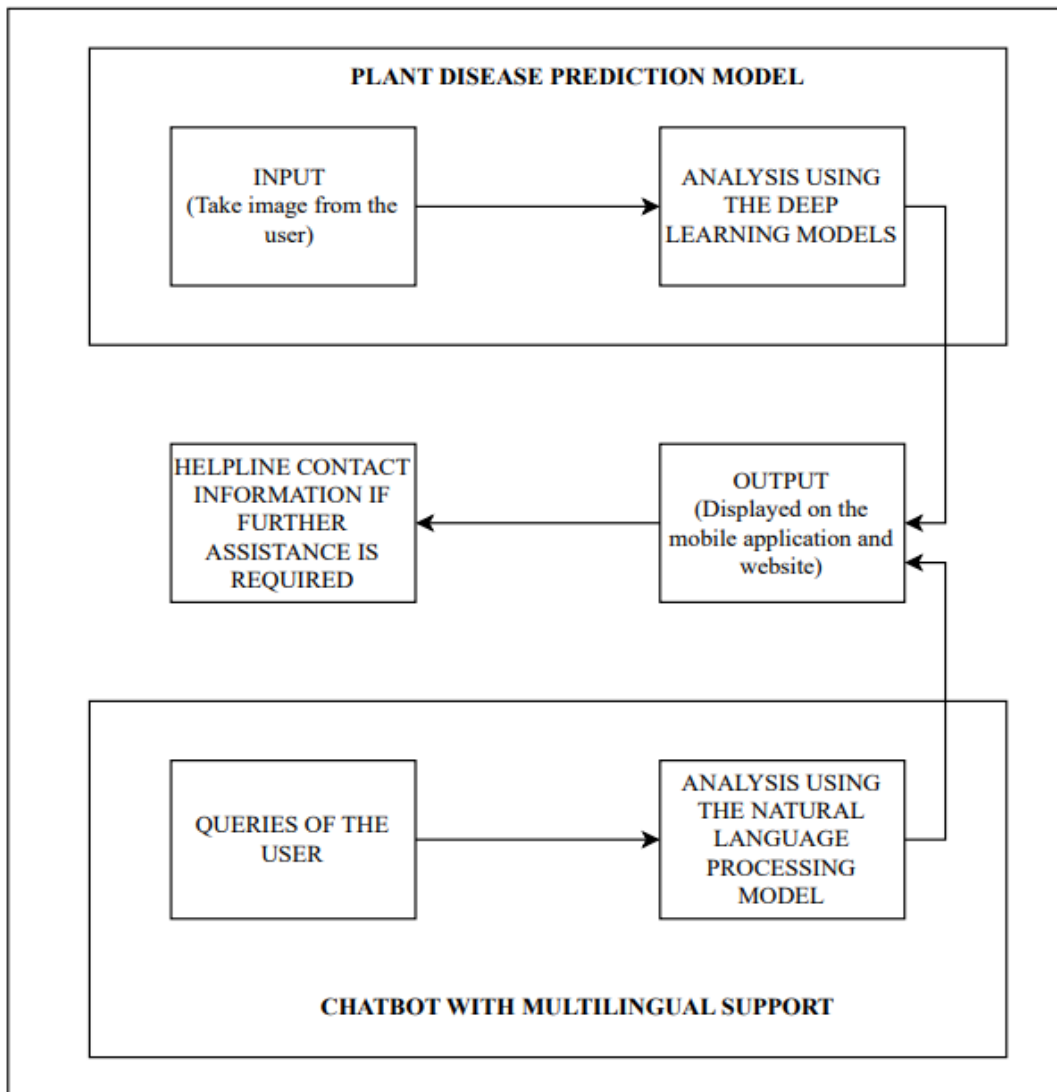 PLANT DISEASE PREDICTION MODEL
INPUT
(Take image from the
user)
ANALYSIS USING
THE DEEP
LEARNING MODELS
HELPLINE CONTACT
INFORMATION IF
FURTHER
ASSISTANCE IS
REQUIRED
OUTPUT
(Displayed on the
mobile application and
website)
QUERIES OF THE
USER
ANALYSIS USING
THE NATURAL
LANGUAGE
PROCESSING
MODEL
CHATBOT WITH MULTILINGUAL SUPPORT